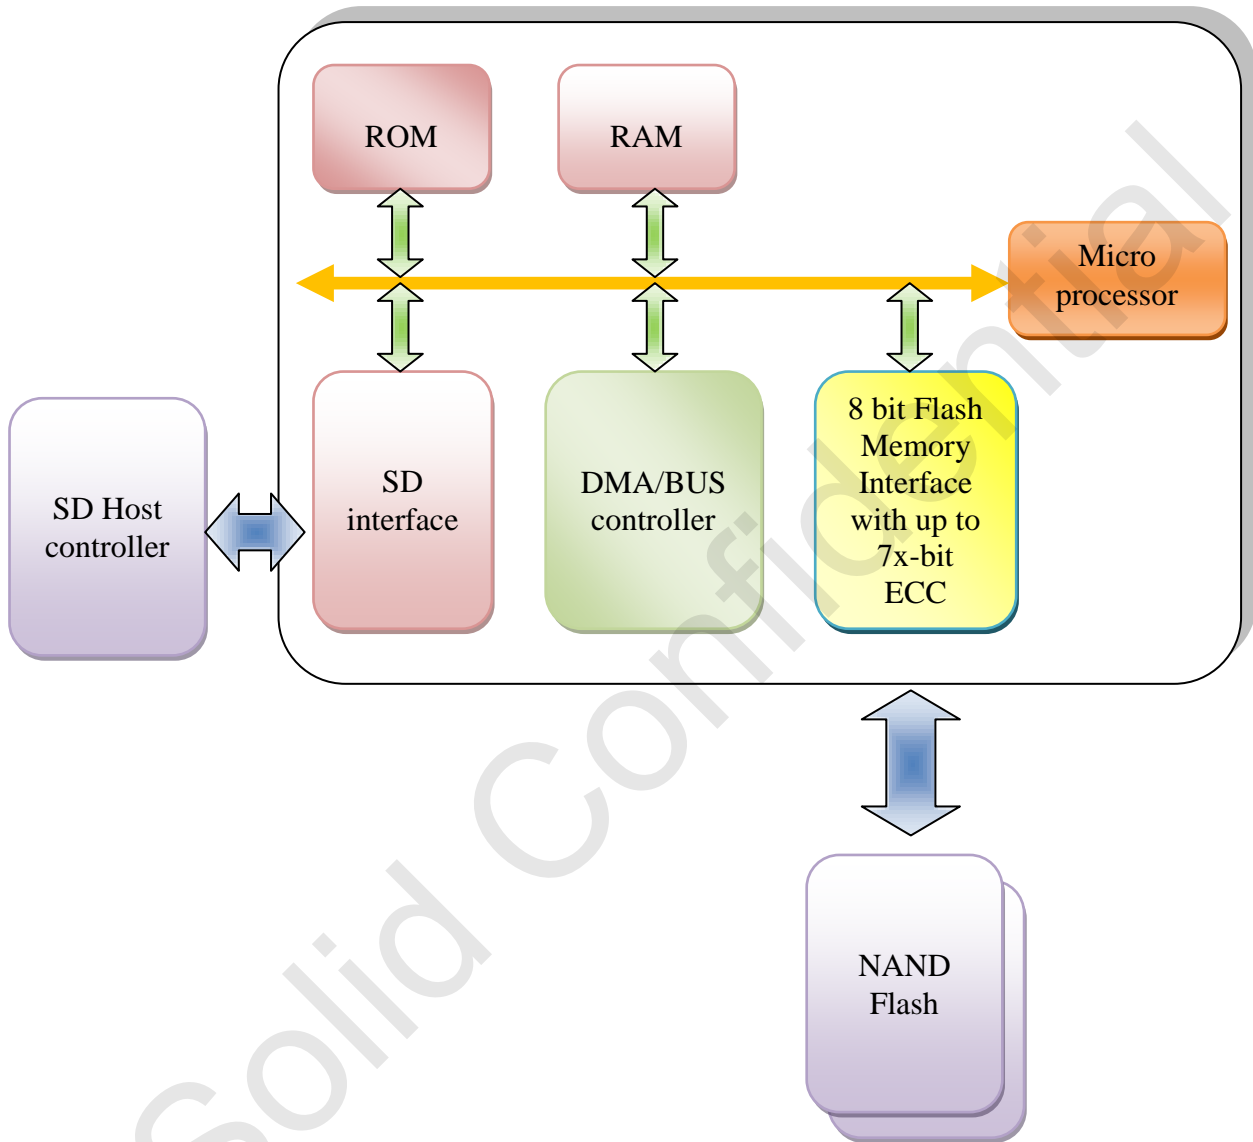 ROM
RAM
Micro
processor
SD Host
controller
SD
interface
DMA/BUS
controller
8 bit Flash
Memory
Interface
with up to
7x-bit
ECC
NAND
Flash
Solid Confidential